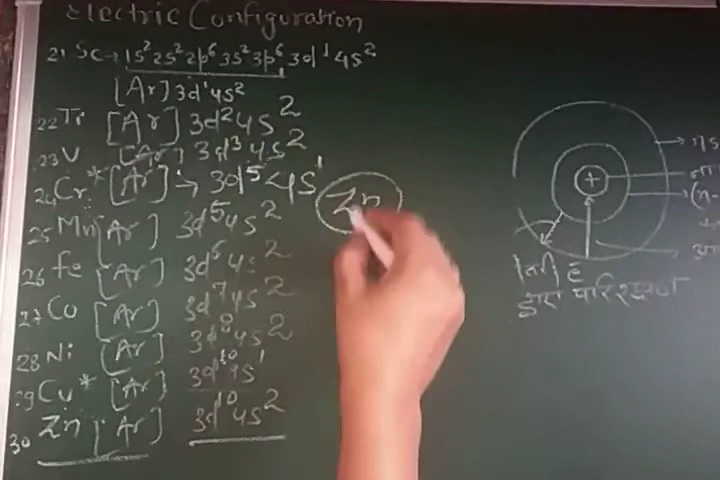 Electric Configuration
21 Sc → 1s² 2s² 2p⁶ 3s² 3p⁶ 3d¹ 4s²
[Ar] 3d¹ 4s²
22 Ti [Ar] 3d² 4s²
23 V [Ar] 3d³ 4s²
24 Cr* [Ar] → 3d⁵ 4s¹
Zn
25 Mn [Ar] 3d⁵ 4s²
26 Fe [Ar] 3d⁶ 4s²
27 Co [Ar] 3d⁷ 4s²
28 Ni [Ar] 3d⁸ 4s²
29 Cu* [Ar] 3d¹⁰ 4s¹
30 Zn [Ar] 3d¹⁰ 4s²
+
ns
(n-
द्वारा परिरक्षण